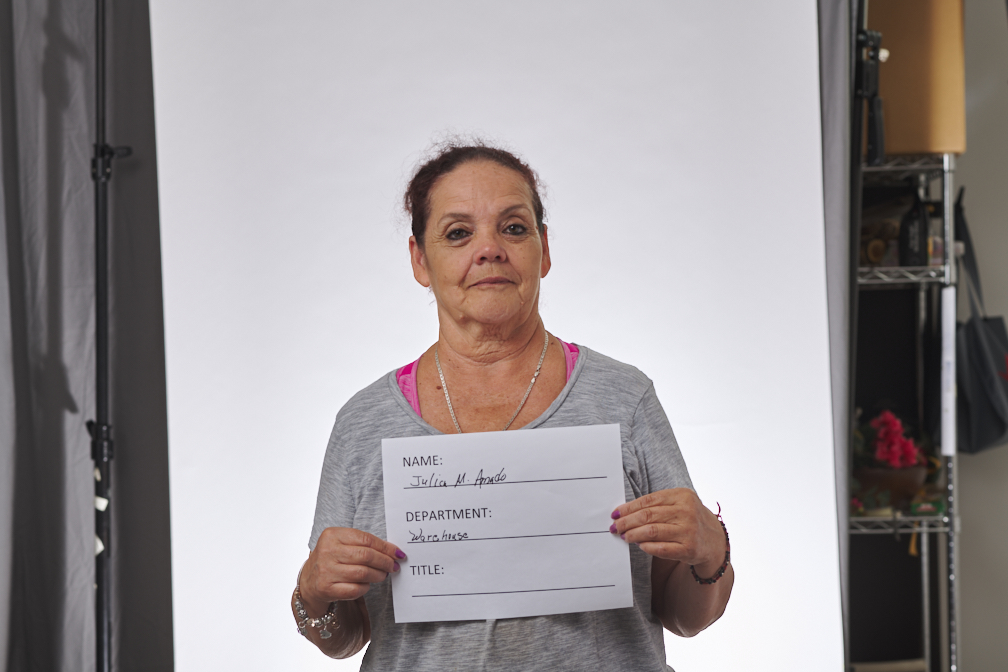 NAME:
Julia M. Amado
DEPARTMENT:
Warehouse
TITLE: